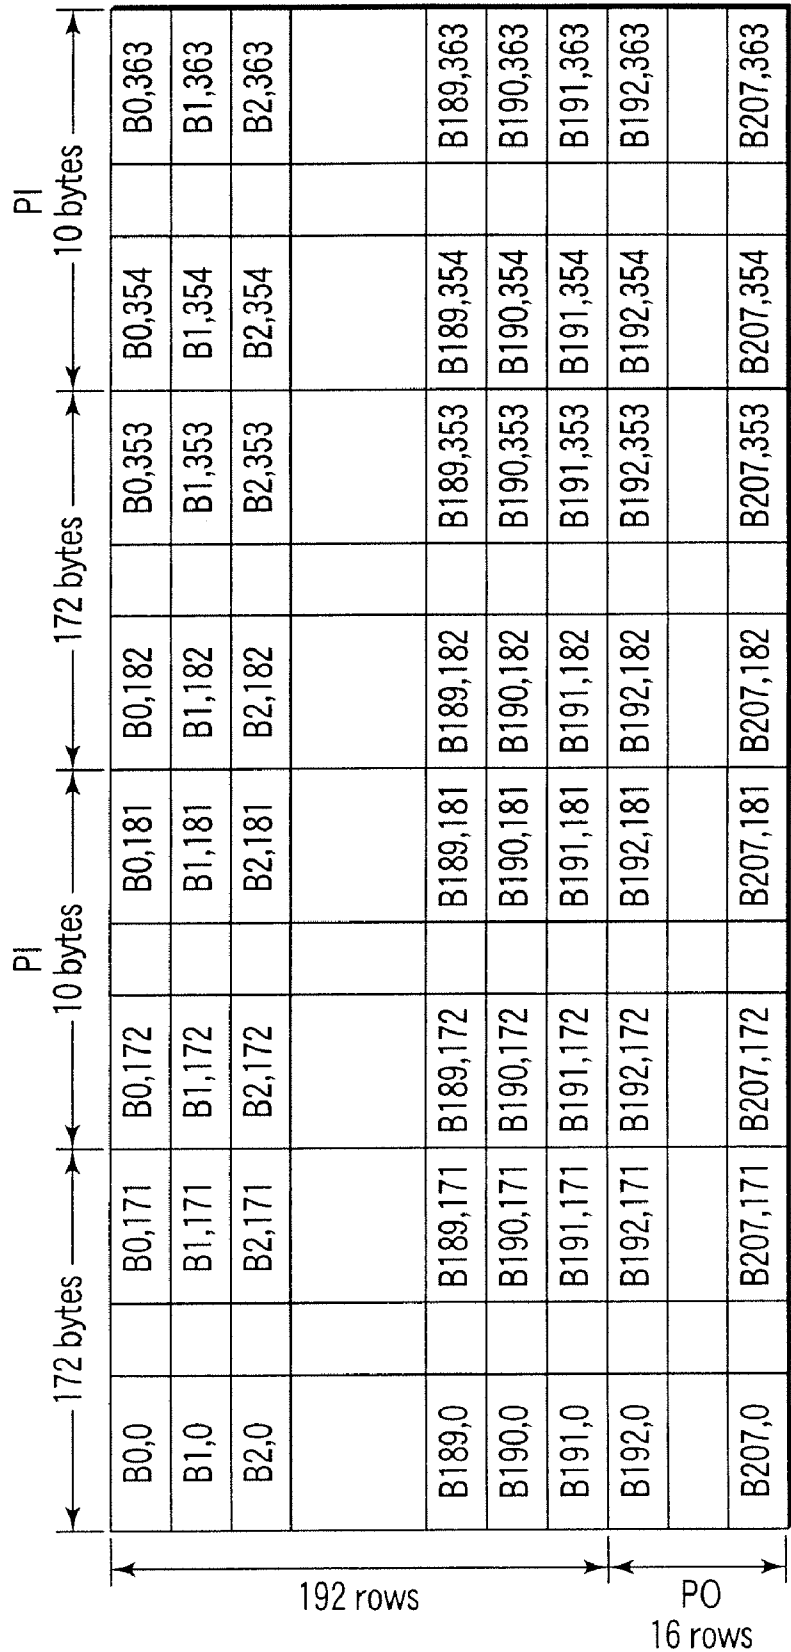 PI PI
172 bytes 10 bytes 172 bytes 10 bytes
B0,0 B0,171 B0,172 B0,181 B0,182 B0,353 B0,354 B0,363
B1,0 B1,171 B1,172 B1,181 B1,182 B1,353 B1,354 B1,363
B2,0 B2,171 B2,172 B2,181 B2,182 B2,353 B2,354 B2,363
192 rows
B189,0 B189,171 B189,172 B189,181 B189,182 B189,353 B189,354 B189,363
B190,0 B190,171 B190,172 B190,181 B190,182 B190,353 B190,354 B190,363
B191,0 B191,171 B191,172 B191,181 B191,182 B191,353 B191,354 B191,363
B192,0 B192,171 B192,172 B192,181 B192,182 B192,353 B192,354 B192,363
PO
16 rows
B207,0 B207,171 B207,172 B207,181 B207,182 B207,353 B207,354 B207,363